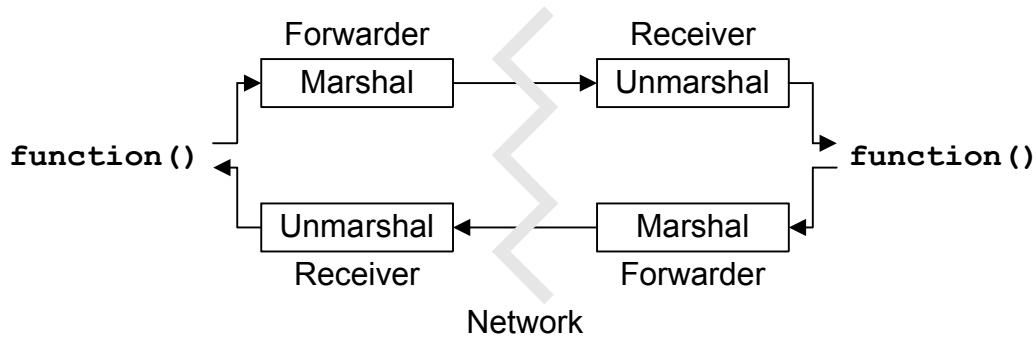 Forwarder
Receiver
Marshal
Unmarshal
function()
function()
Unmarshal
Marshal
Receiver
Forwarder
Network